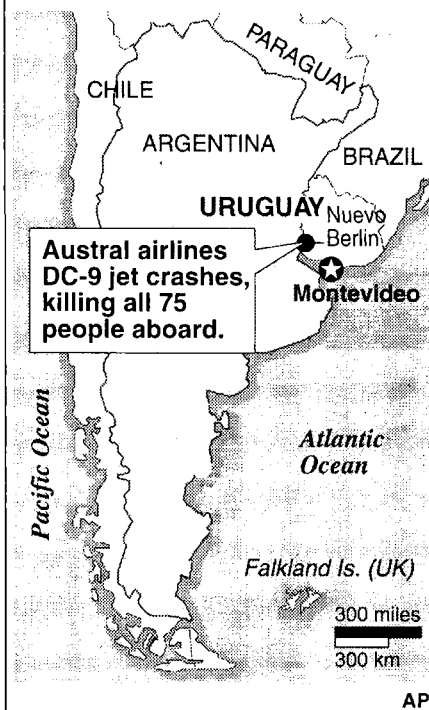 PARAGUAY
CHILE
ARGENTINA
BRAZIL
URUGUAY
Nuevo
Berlin
Austral airlines
DC-9 jet crashes,
killing all 75
people aboard.
Montevideo
Pacific Ocean
Atlantic
Ocean
Falkland Is. (UK)
300 miles
300 km
AP